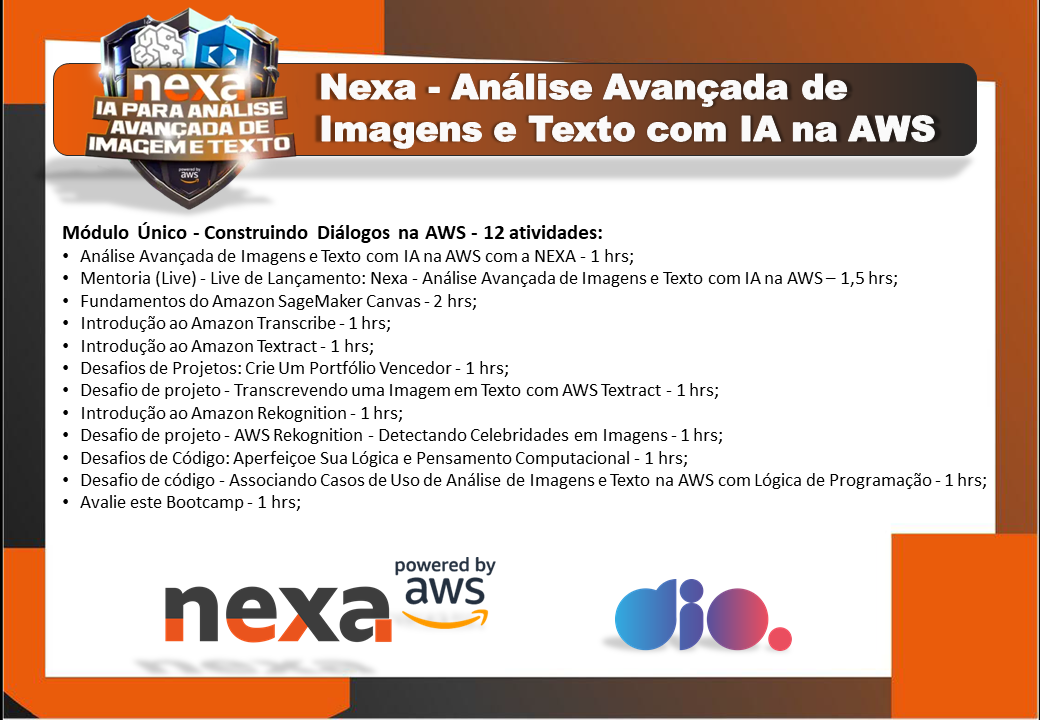 nexa
IA PARA ANÁLISE
AVANÇADA DE
IMAGEM E TEXTO
powered by
aws
Nexa - Análise Avançada de
Imagens e Texto com IA na AWS
Módulo Único - Construindo Diálogos na AWS - 12 atividades:
• Análise Avançada de Imagens e Texto com IA na AWS com a NEXA - 1 hrs;
• Mentoria (Live) - Live de Lançamento: Nexa - Análise Avançada de Imagens e Texto com IA na AWS – 1,5 hrs;
• Fundamentos do Amazon SageMaker Canvas - 2 hrs;
• Introdução ao Amazon Transcribe - 1 hrs;
• Introdução ao Amazon Textract - 1 hrs;
• Desafios de Projetos: Crie Um Portfólio Vencedor - 1 hrs;
• Desafio de projeto - Transcrevendo uma Imagem em Texto com AWS Textract - 1 hrs;
• Introdução ao Amazon Rekognition - 1 hrs;
• Desafio de projeto - AWS Rekognition - Detectando Celebridades em Imagens - 1 hrs;
• Desafios de Código: Aperfeiçoe Sua Lógica e Pensamento Computacional - 1 hrs;
• Desafio de código - Associando Casos de Uso de Análise de Imagens e Texto na AWS com Lógica de Programação - 1 hrs;
• Avalie este Bootcamp - 1 hrs;
nexa
powered by
aws
dio.